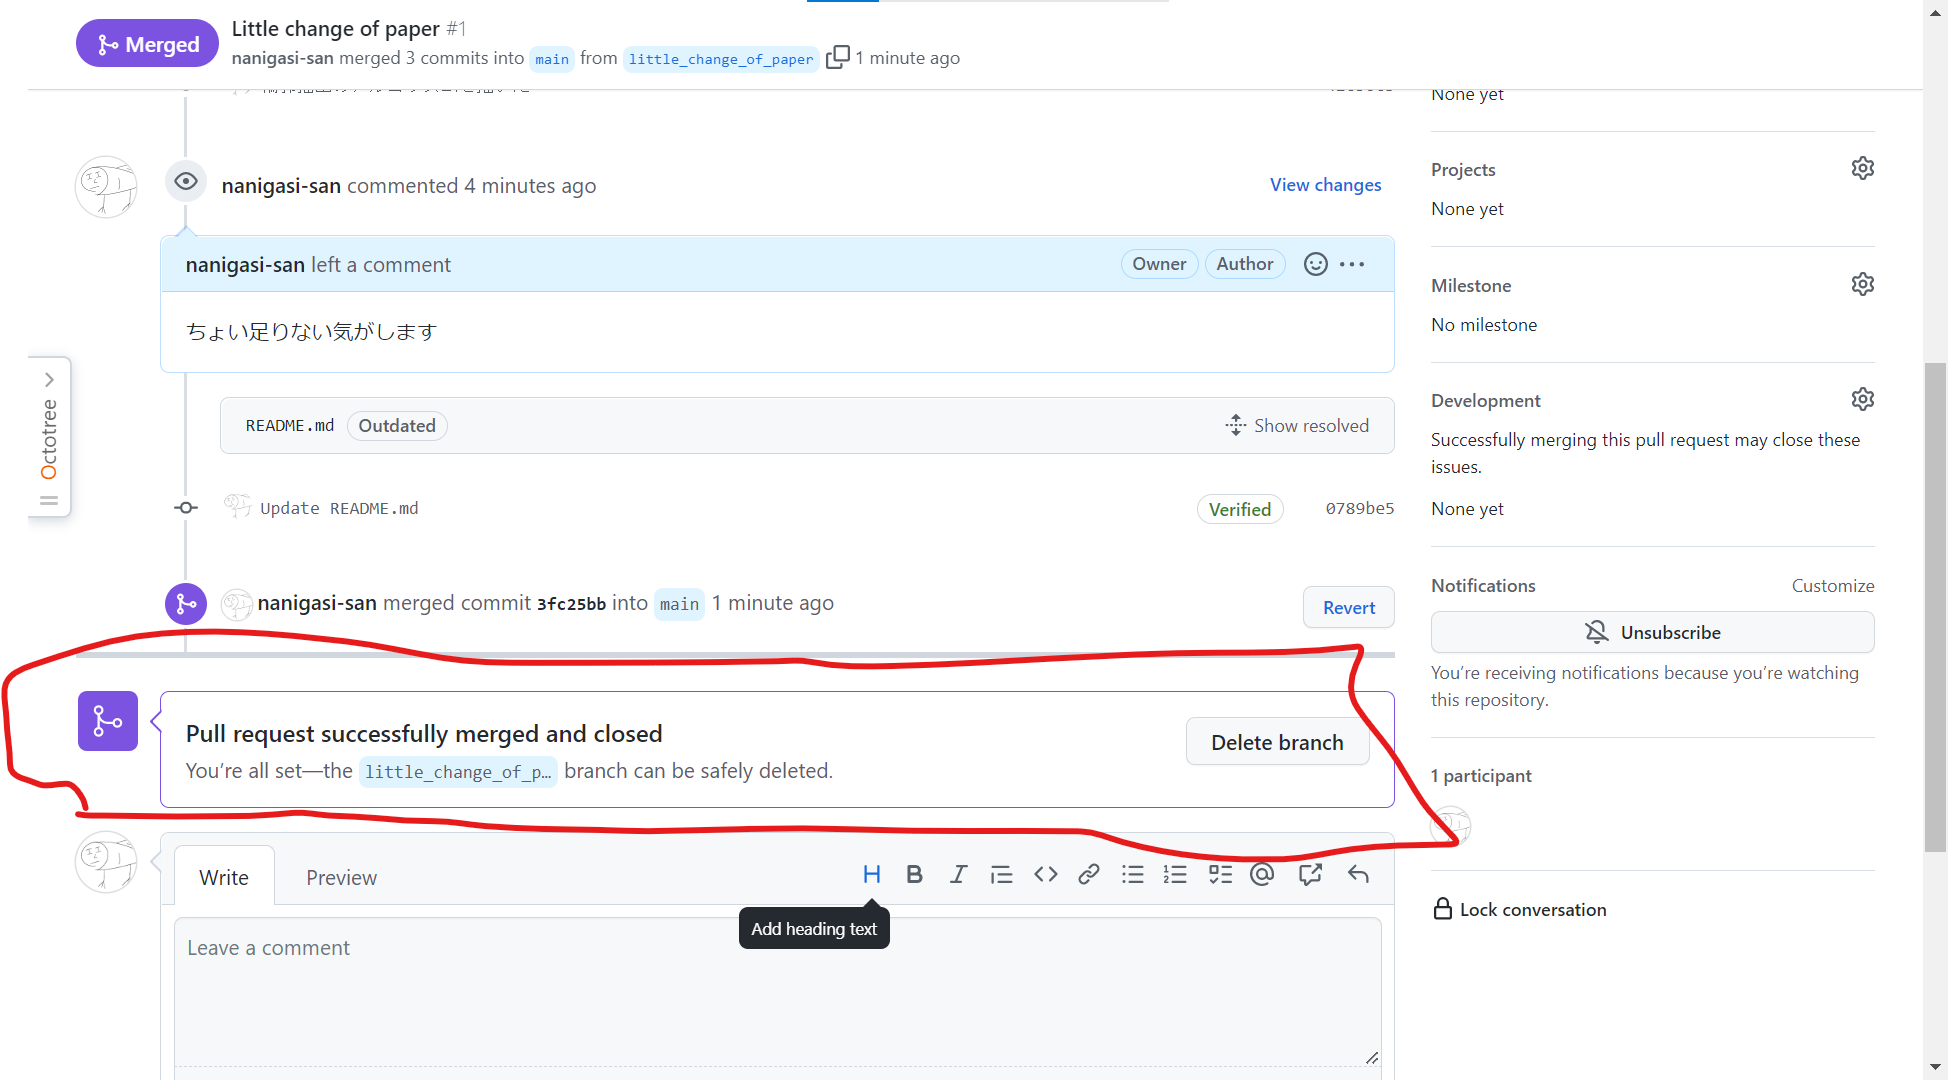 Merged
Little change of paper #1
nanigasi-san merged 3 commits into main from little_change_of_paper 1 minute ago
None yet
nanigasi-san commented 4 minutes ago
View changes
nanigasi-san left a comment
Owner
Author
ちょい足りない気がします
README.md
Outdated
Show resolved
Update README.md
Verified
0789be5
nanigasi-san merged commit 3fc25bb into main 1 minute ago
Revert
Pull request successfully merged and closed
You’re all set—the little_change_of_p… branch can be safely deleted.
Delete branch
Write
Preview
H B I
Add heading text
Leave a comment
Octotree
Projects
None yet
Milestone
No milestone
Development
Successfully merging this pull request may close these
issues.
None yet
Notifications
Customize
Unsubscribe
You’re receiving notifications because you’re watching
this repository.
1 participant
Lock conversation